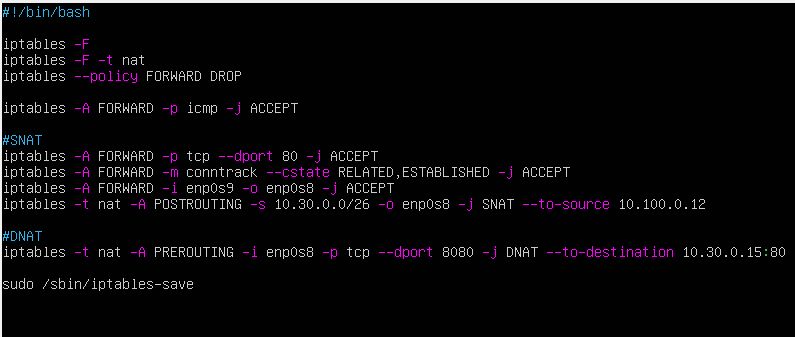 #!/bin/bash
iptables -F
iptables -F -t nat
iptables --policy FORWARD DROP
iptables -A FORWARD -p icmp -j ACCEPT
#SNAT
iptables -A FORWARD -p tcp --dport 80 -j ACCEPT
iptables -A FORWARD -m conntrack --cstate RELATED,ESTABLISHED -j ACCEPT
iptables -A FORWARD -i enp0s9 -o enp0s8 -j ACCEPT
iptables -t nat -A POSTROUTING -s 10.30.0.0/26 -o enp0s8 -j SNAT --to-source 10.100.0.12
#DNAT
iptables -t nat -A PREROUTING -i enp0s8 -p tcp --dport 8080 -j DNAT --to-destination 10.30.0.15:80
sudo /sbin/iptables-save